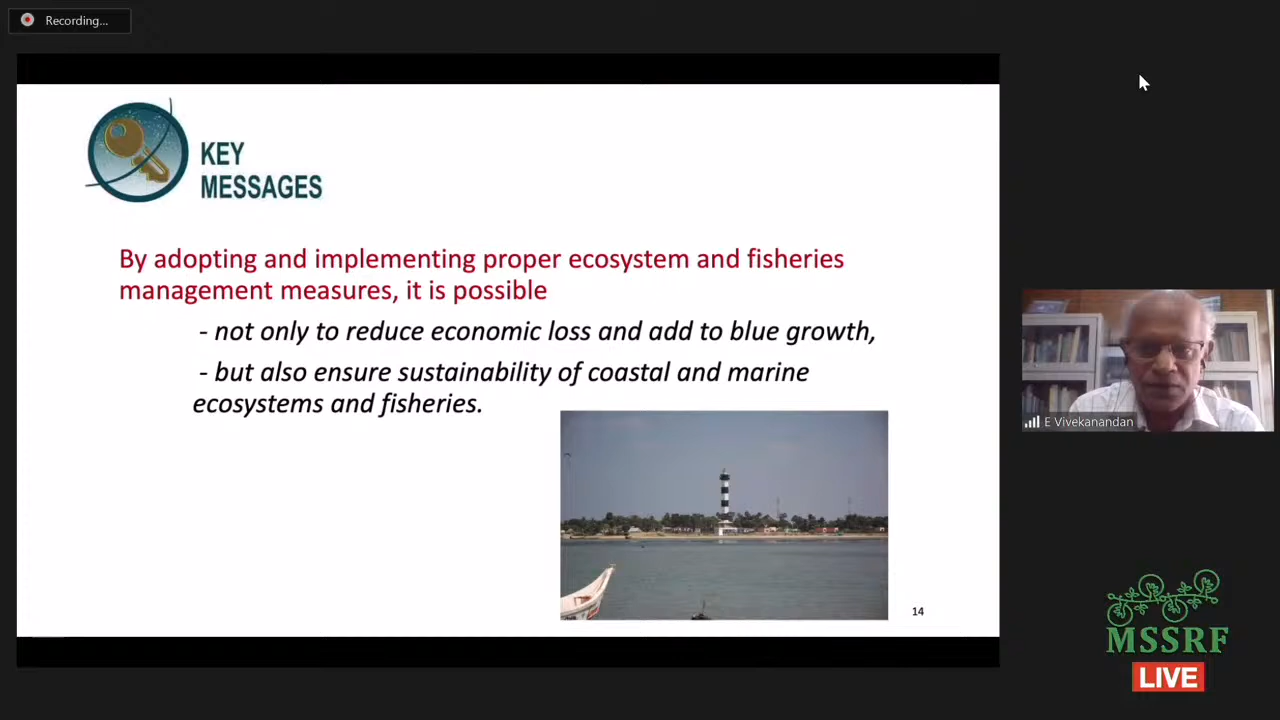 Recording...
KEY
MESSAGES
By adopting and implementing proper ecosystem and fisheries
management measures, it is possible
- not only to reduce economic loss and add to blue growth,
- but also ensure sustainability of coastal and marine
ecosystems and fisheries.
14
E Vivekanandan
MSSRF
LIVE